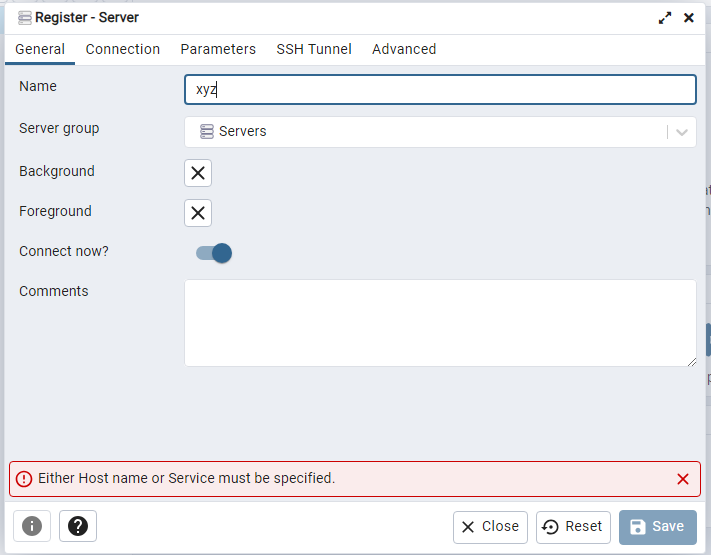 Register - Server
General Connection Parameters SSH Tunnel Advanced
Name xyz
Server group Servers
Background
Foreground
Connect now?
Comments
Either Host name or Service must be specified.
Close Reset Save